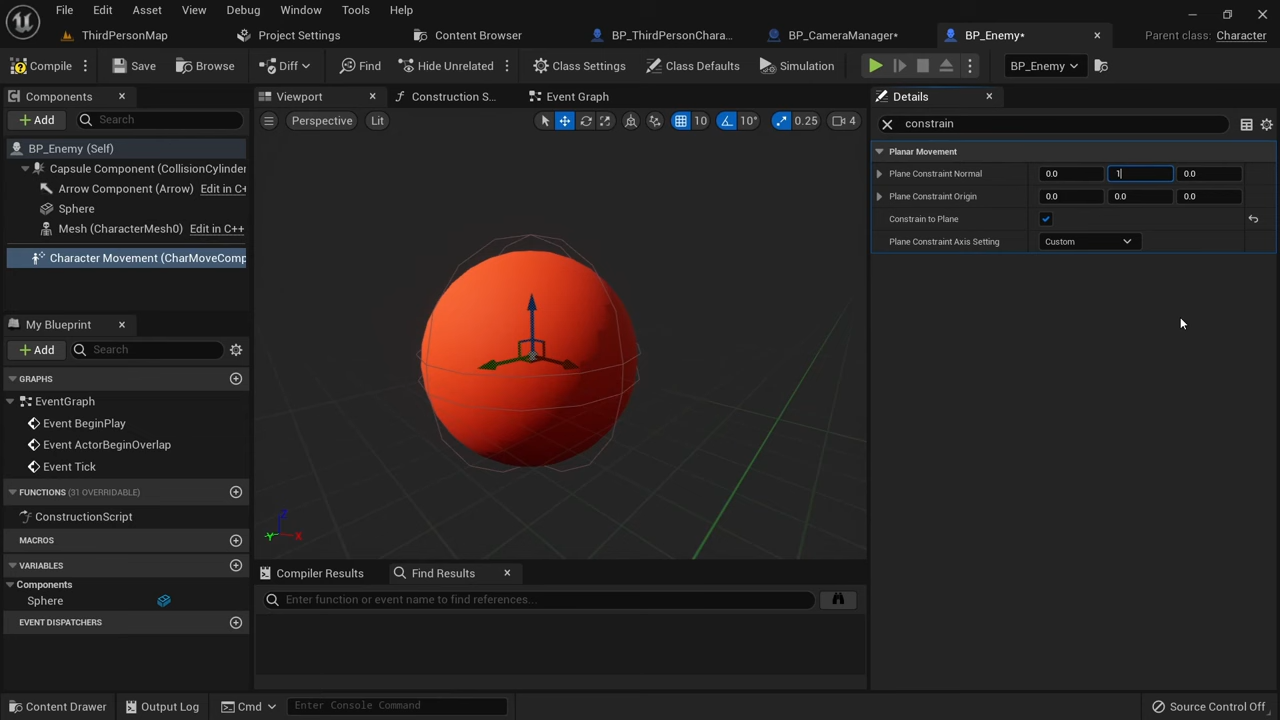 File Edit Asset View Debug Window Tools Help
ThirdPersonMap Project Settings Content Browser BP_ThirdPersonChara... BP_CameraManager* BP_Enemy* Parent class: Character
Compile Save Browse Diff Find Hide Unrelated Class Settings Class Defaults Simulation BP_Enemy
Components Viewport Construction S... Event Graph Details
Add Search Perspective Lit 10 10° 0.25 4 constrain
BP_Enemy (Self)
Capsule Component (CollisionCylinder
Arrow Component (Arrow) Edit in C+
Sphere
Mesh (CharacterMesh0) Edit in C++
Character Movement (CharMoveComp
Planar Movement
Plane Constraint Normal 0.0 1 0.0
Plane Constraint Origin 0.0 0.0 0.0
Constrain to Plane
Plane Constraint Axis Setting Custom
My Blueprint
Add Search
GRAPHS
EventGraph
Event BeginPlay
Event ActorBeginOverlap
Event Tick
FUNCTIONS (31 OVERRIDABLE)
ConstructionScript
MACROS
VARIABLES
Components
Sphere
EVENT DISPATCHERS
Z
-Y X
Compiler Results Find Results
Enter function or event name to find references...
Content Drawer Output Log Cmd Enter Console Command Source Control Off